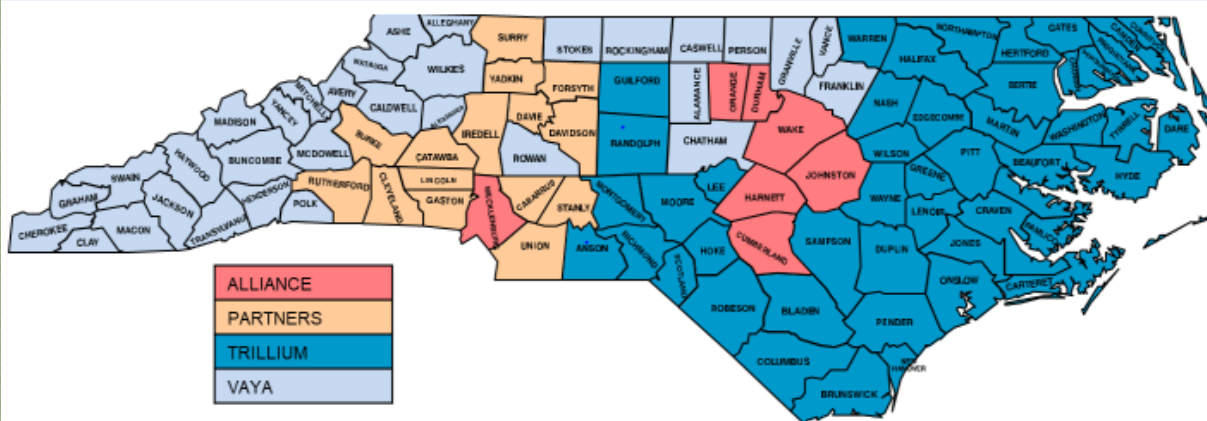 ALLEGHANY
ASHE
SURRY
STOKES
ROCKINGHAM
CASWELL
PERSON
GRANVILLE
VANCE
WARREN
NORTHAMPTON
GATES
CAMDEN
HERTFORD
HALIFAX
WATAUGA
WILKES
YADKIN
FORSYTH
GUILFORD
ALAMANCE
ORANGE
DURHAM
FRANKLIN
BERTIE
MITCHELL
AVERY
CALDWELL
YANCEY
MADISON
IREDELL
DAVIE
DAVIDSON
RANDOLPH
CHATHAM
WAKE
NASH
EDGECOMBE
MARTIN
WASHINGTON
TYRRELL
DARE
BURKE
MCDOWELL
CATAWBA
ROWAN
WILSON
PITT
BEAUFORT
HYDE
HAYWOOD
BUNCOMBE
SWAIN
RUTHERFORD
LINCOLN
CLEVELAND
GASTON
MECKLENBURG
CABARRUS
STANLY
MONTGOMERY
MOORE
LEE
HARNETT
JOHNSTON
GREENE
WAYNE
LENOIR
CRAVEN
PAMLICO
GRAHAM
JACKSON
HENDERSON
POLK
TRANSYLVANIA
CHEROKEE
CLAY
MACON
UNION
ANSON
RICHMOND
SCOTLAND
HOKE
CUMBERLAND
SAMPSON
DUPLIN
JONES
ONSLOW
CARTERET
ROBESON
BLADEN
PENDER
COLUMBUS
NEW
HANOVER
BRUNSWICK
ALLIANCE
PARTNERS
TRILLIUM
VAYA